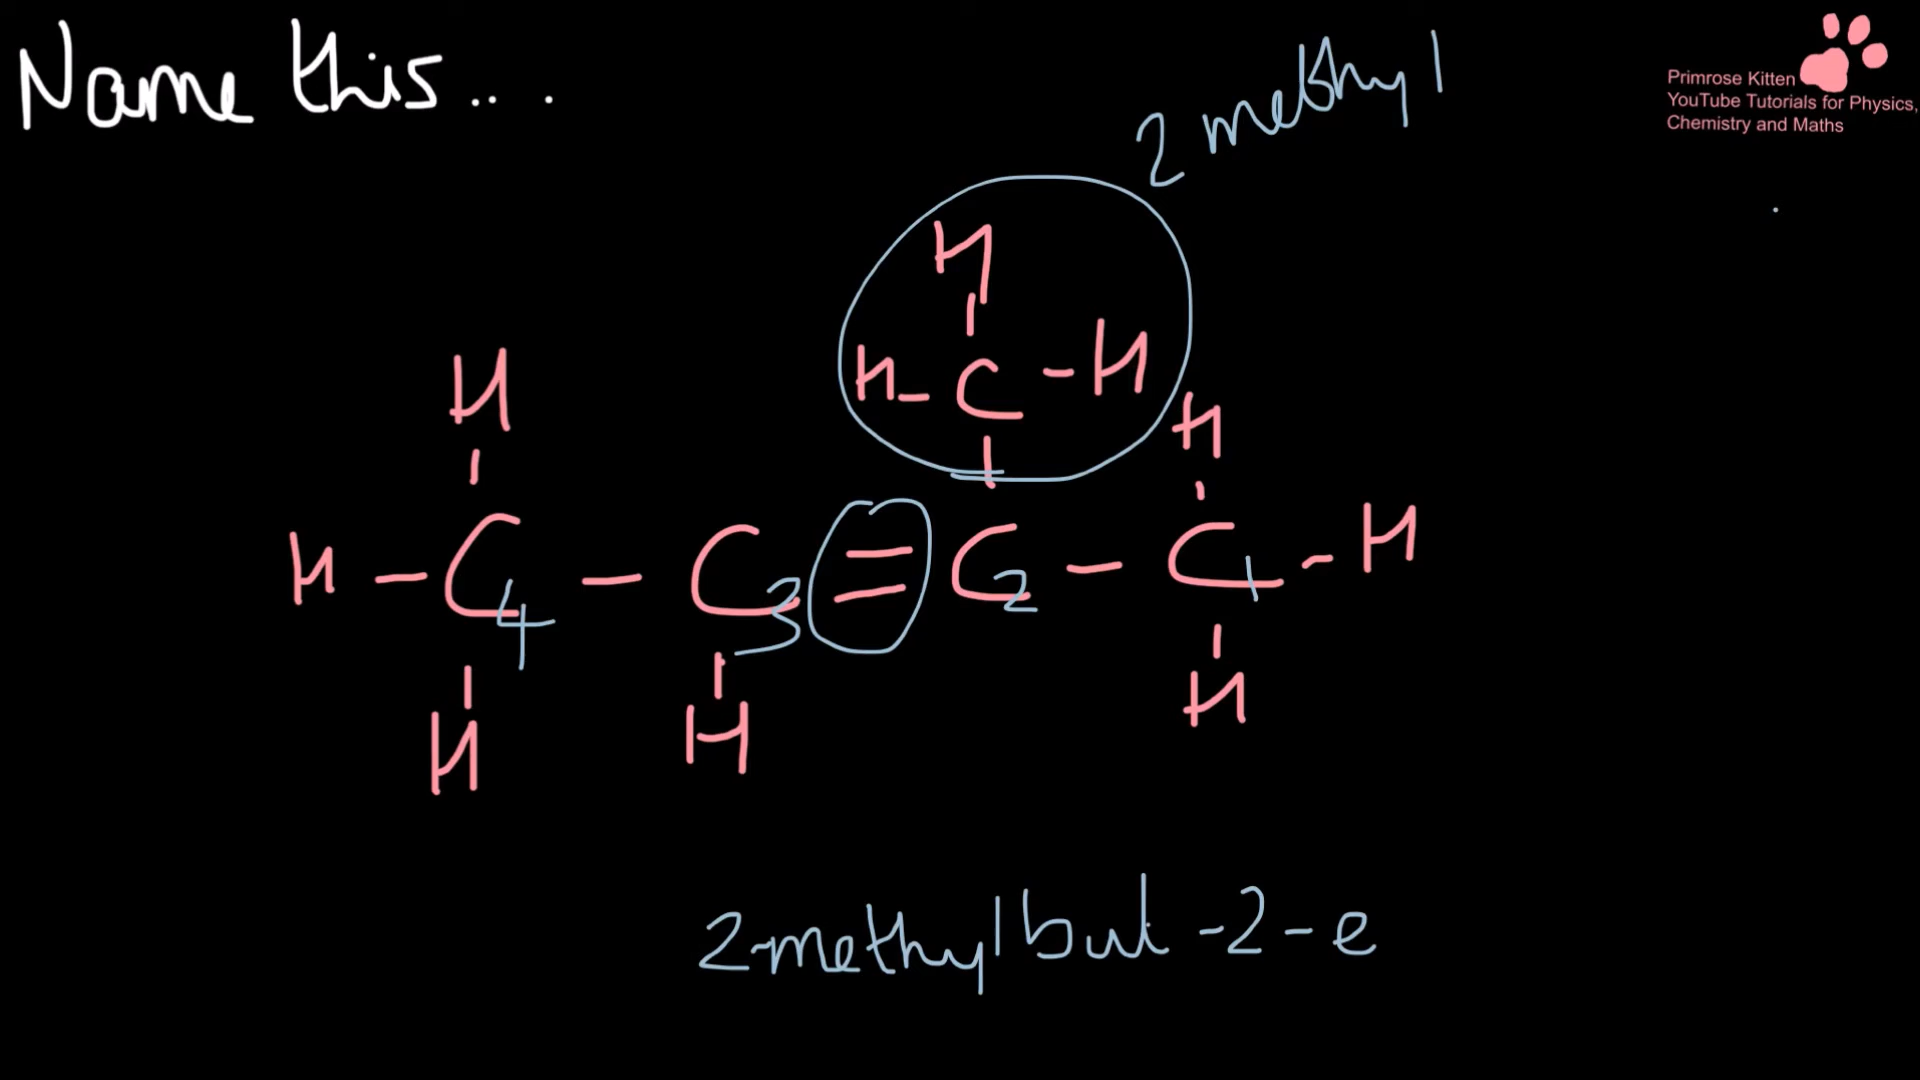 Name this...
2 methyl
Primrose Kitten
YouTube Tutorials for Physics,
Chemistry and Maths
H
H - C - H
H H
H - C4 - C3 = C2 - C1 - H
H H H
2-methylbut-2-e